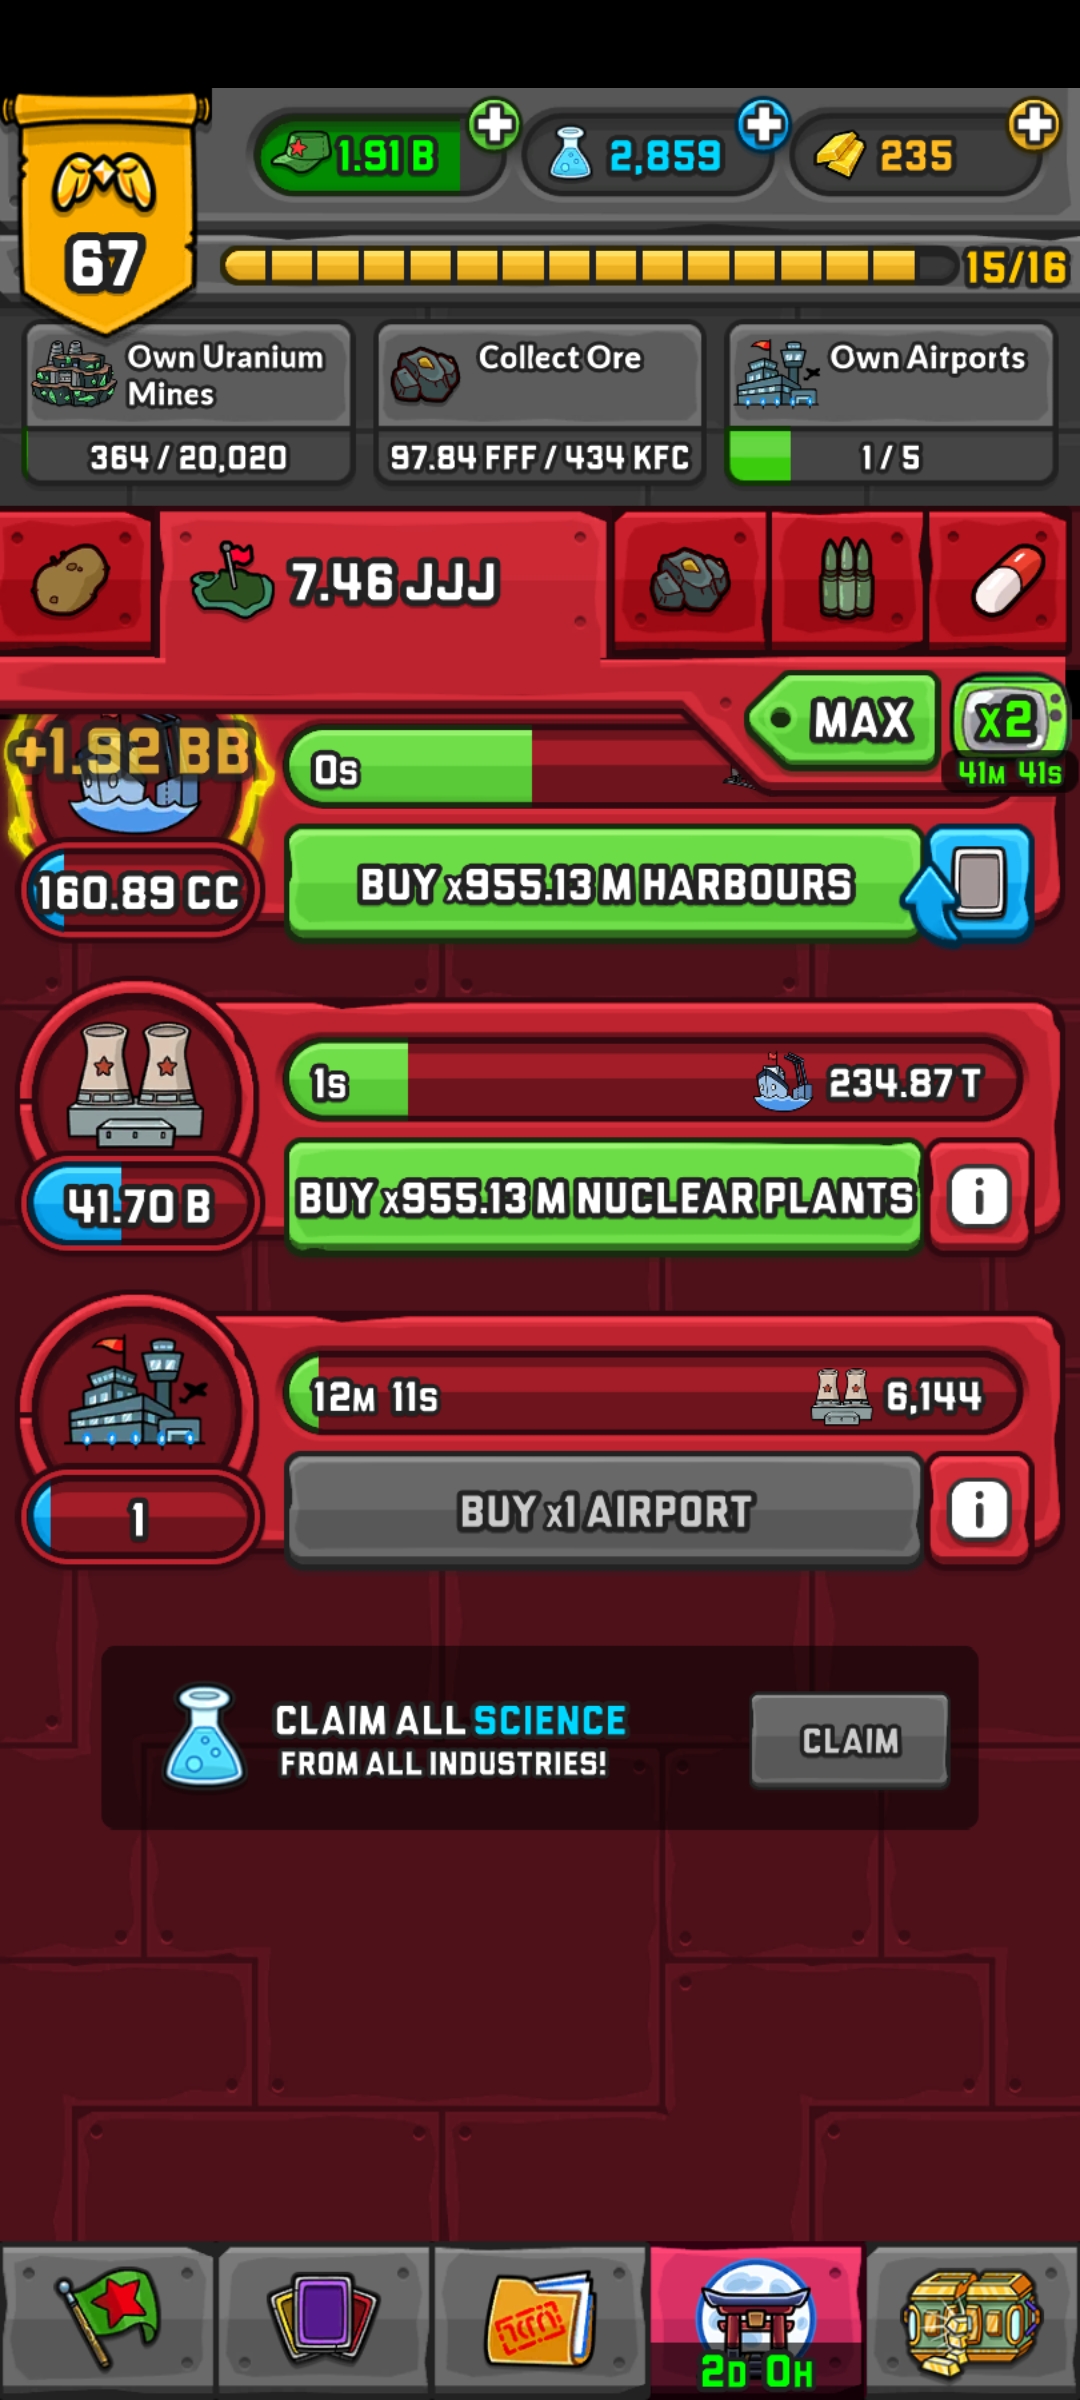 67
1.91 B
2,859
235
15/16
Own Uranium
Mines
364 / 20,020
Collect Ore
97.84 FFF / 434 KFC
Own Airports
1 / 5
7.46 JJJ
MAX
x2
41M 41S
+1.92 BB
0s
160.89 CC
BUY x955.13 M HARBOURS
1s
234.87 T
41.70 B
BUY x955.13 M NUCLEAR PLANTS
i
12M 11S
6,144
1
BUY x1 AIRPORT
i
CLAIM ALL SCIENCE
FROM ALL INDUSTRIES!
CLAIM
2D 0H